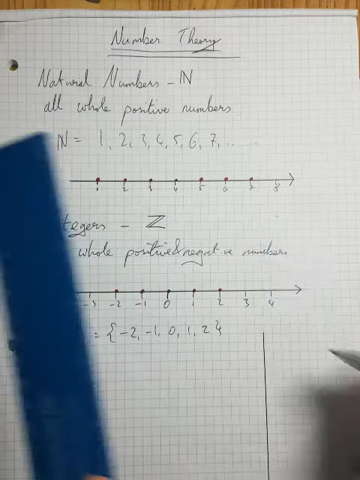 Number Theory
Natural Numbers - ℕ
all whole positive numbers
ℕ = 1, 2, 3, 4, 5, 6, 7, ......
1 2 3 4 5 6 7 8
tegers - ℤ
whole positive & negative numbers
-3 -2 -1 0 1 2 3 4
= {-2, -1, 0, 1, 2}